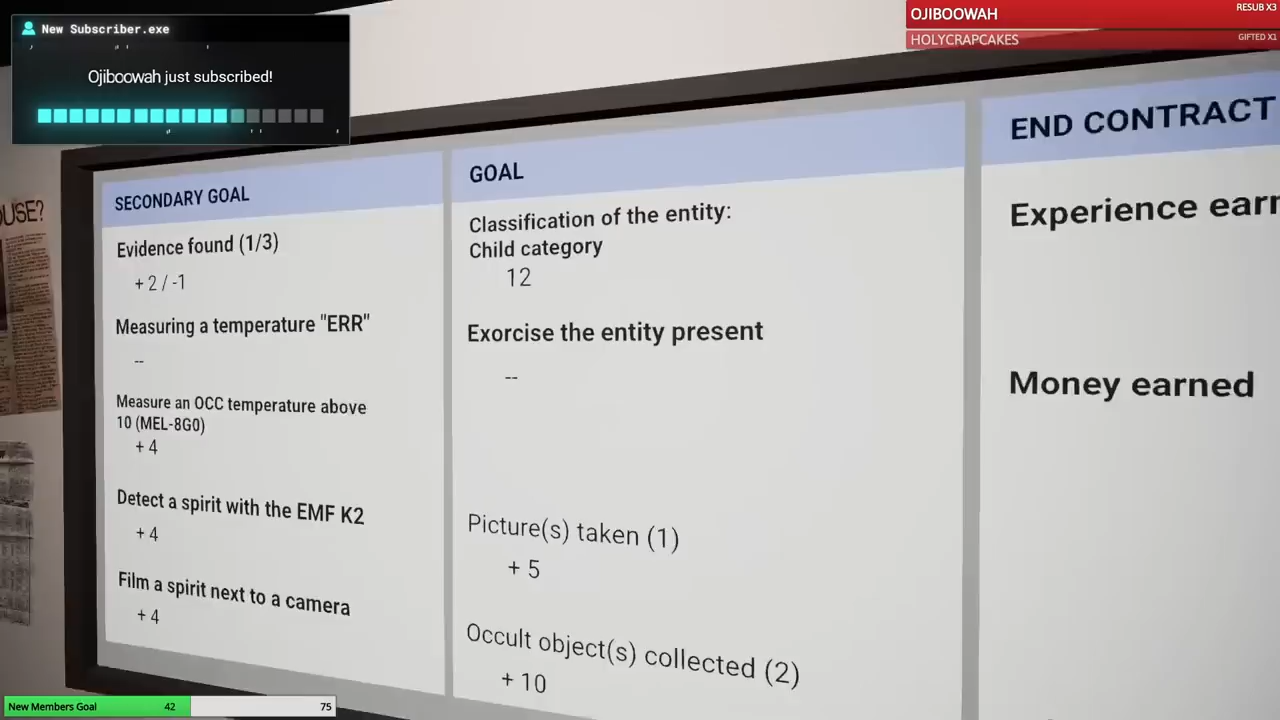 New Subscriber.exe
Ojiboowah just subscribed!
OJIBOOWAH
RESUB X3
HOLYCRAPCAKES
GIFTED X1
OUSE?
SECONDARY GOAL
Evidence found (1/3)
+ 2 / -1
Measuring a temperature "ERR"
--
Measure an OCC temperature above
10 (MEL-8G0)
+ 4
Detect a spirit with the EMF K2
+ 4
Film a spirit next to a camera
+ 4
GOAL
Classification of the entity:
Child category
12
Exorcise the entity present
--
Picture(s) taken (1)
+ 5
Occult object(s) collected (2)
+ 10
END CONTRACT
Experience earn
Money earned
New Members Goal
42
75